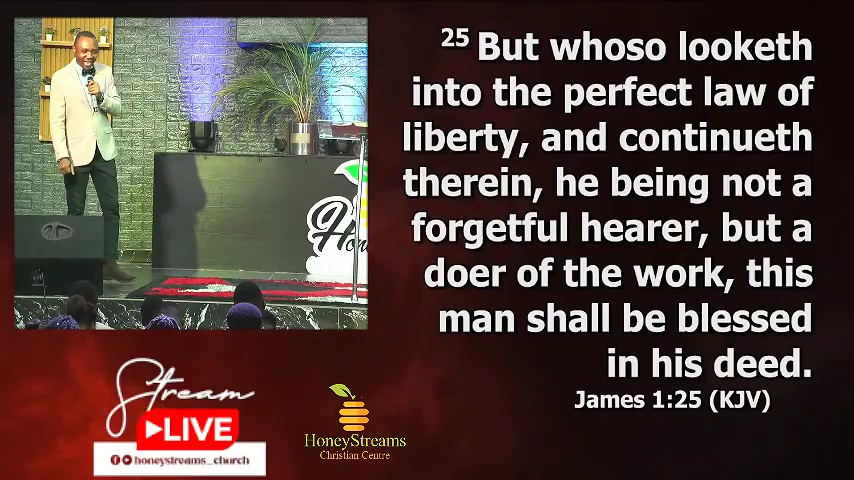 25 But whoso looketh
into the perfect law of
liberty, and continueth
therein, he being not a
forgetful hearer, but a
doer of the work, this
man shall be blessed
in his deed.
James 1:25 (KJV)
Stream
LIVE
honeystreams_church
HoneyStreams
Christian Centre